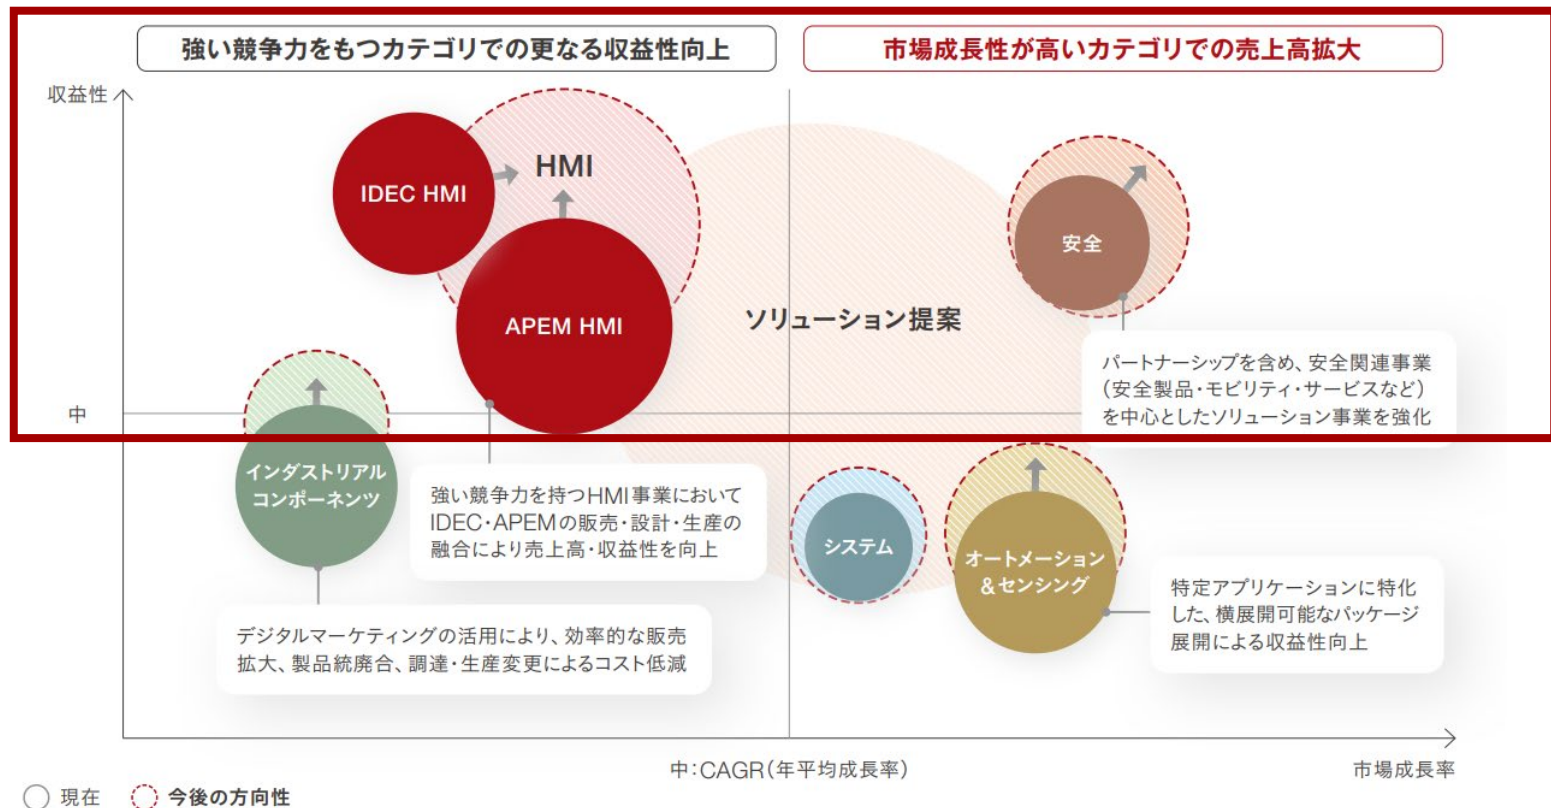 強い競争力をもつカテゴリでの更なる収益性向上
市場成長性が高いカテゴリでの売上高拡大
収益性
HMI
IDEC HMI
安全
APEM HMI
ソリューション提案
パートナーシップを含め、安全関連事業
(安全製品・モビリティ・サービスなど)
を中心としたソリューション事業を強化
中
インダストリアル
コンポーネンツ
強い競争力を持つHMI事業において
IDEC・APEMの販売・設計・生産の
融合により売上高・収益性を向上
システム
オートメーション
&センシング
特定アプリケーションに特化
した、横展開可能なパッケージ
展開による収益性向上
デジタルマーケティングの活用により、効率的な販売
拡大、製品統廃合、調達・生産変更によるコスト低減
中:CAGR(年平均成長率)
市場成長率
現在
今後の方向性